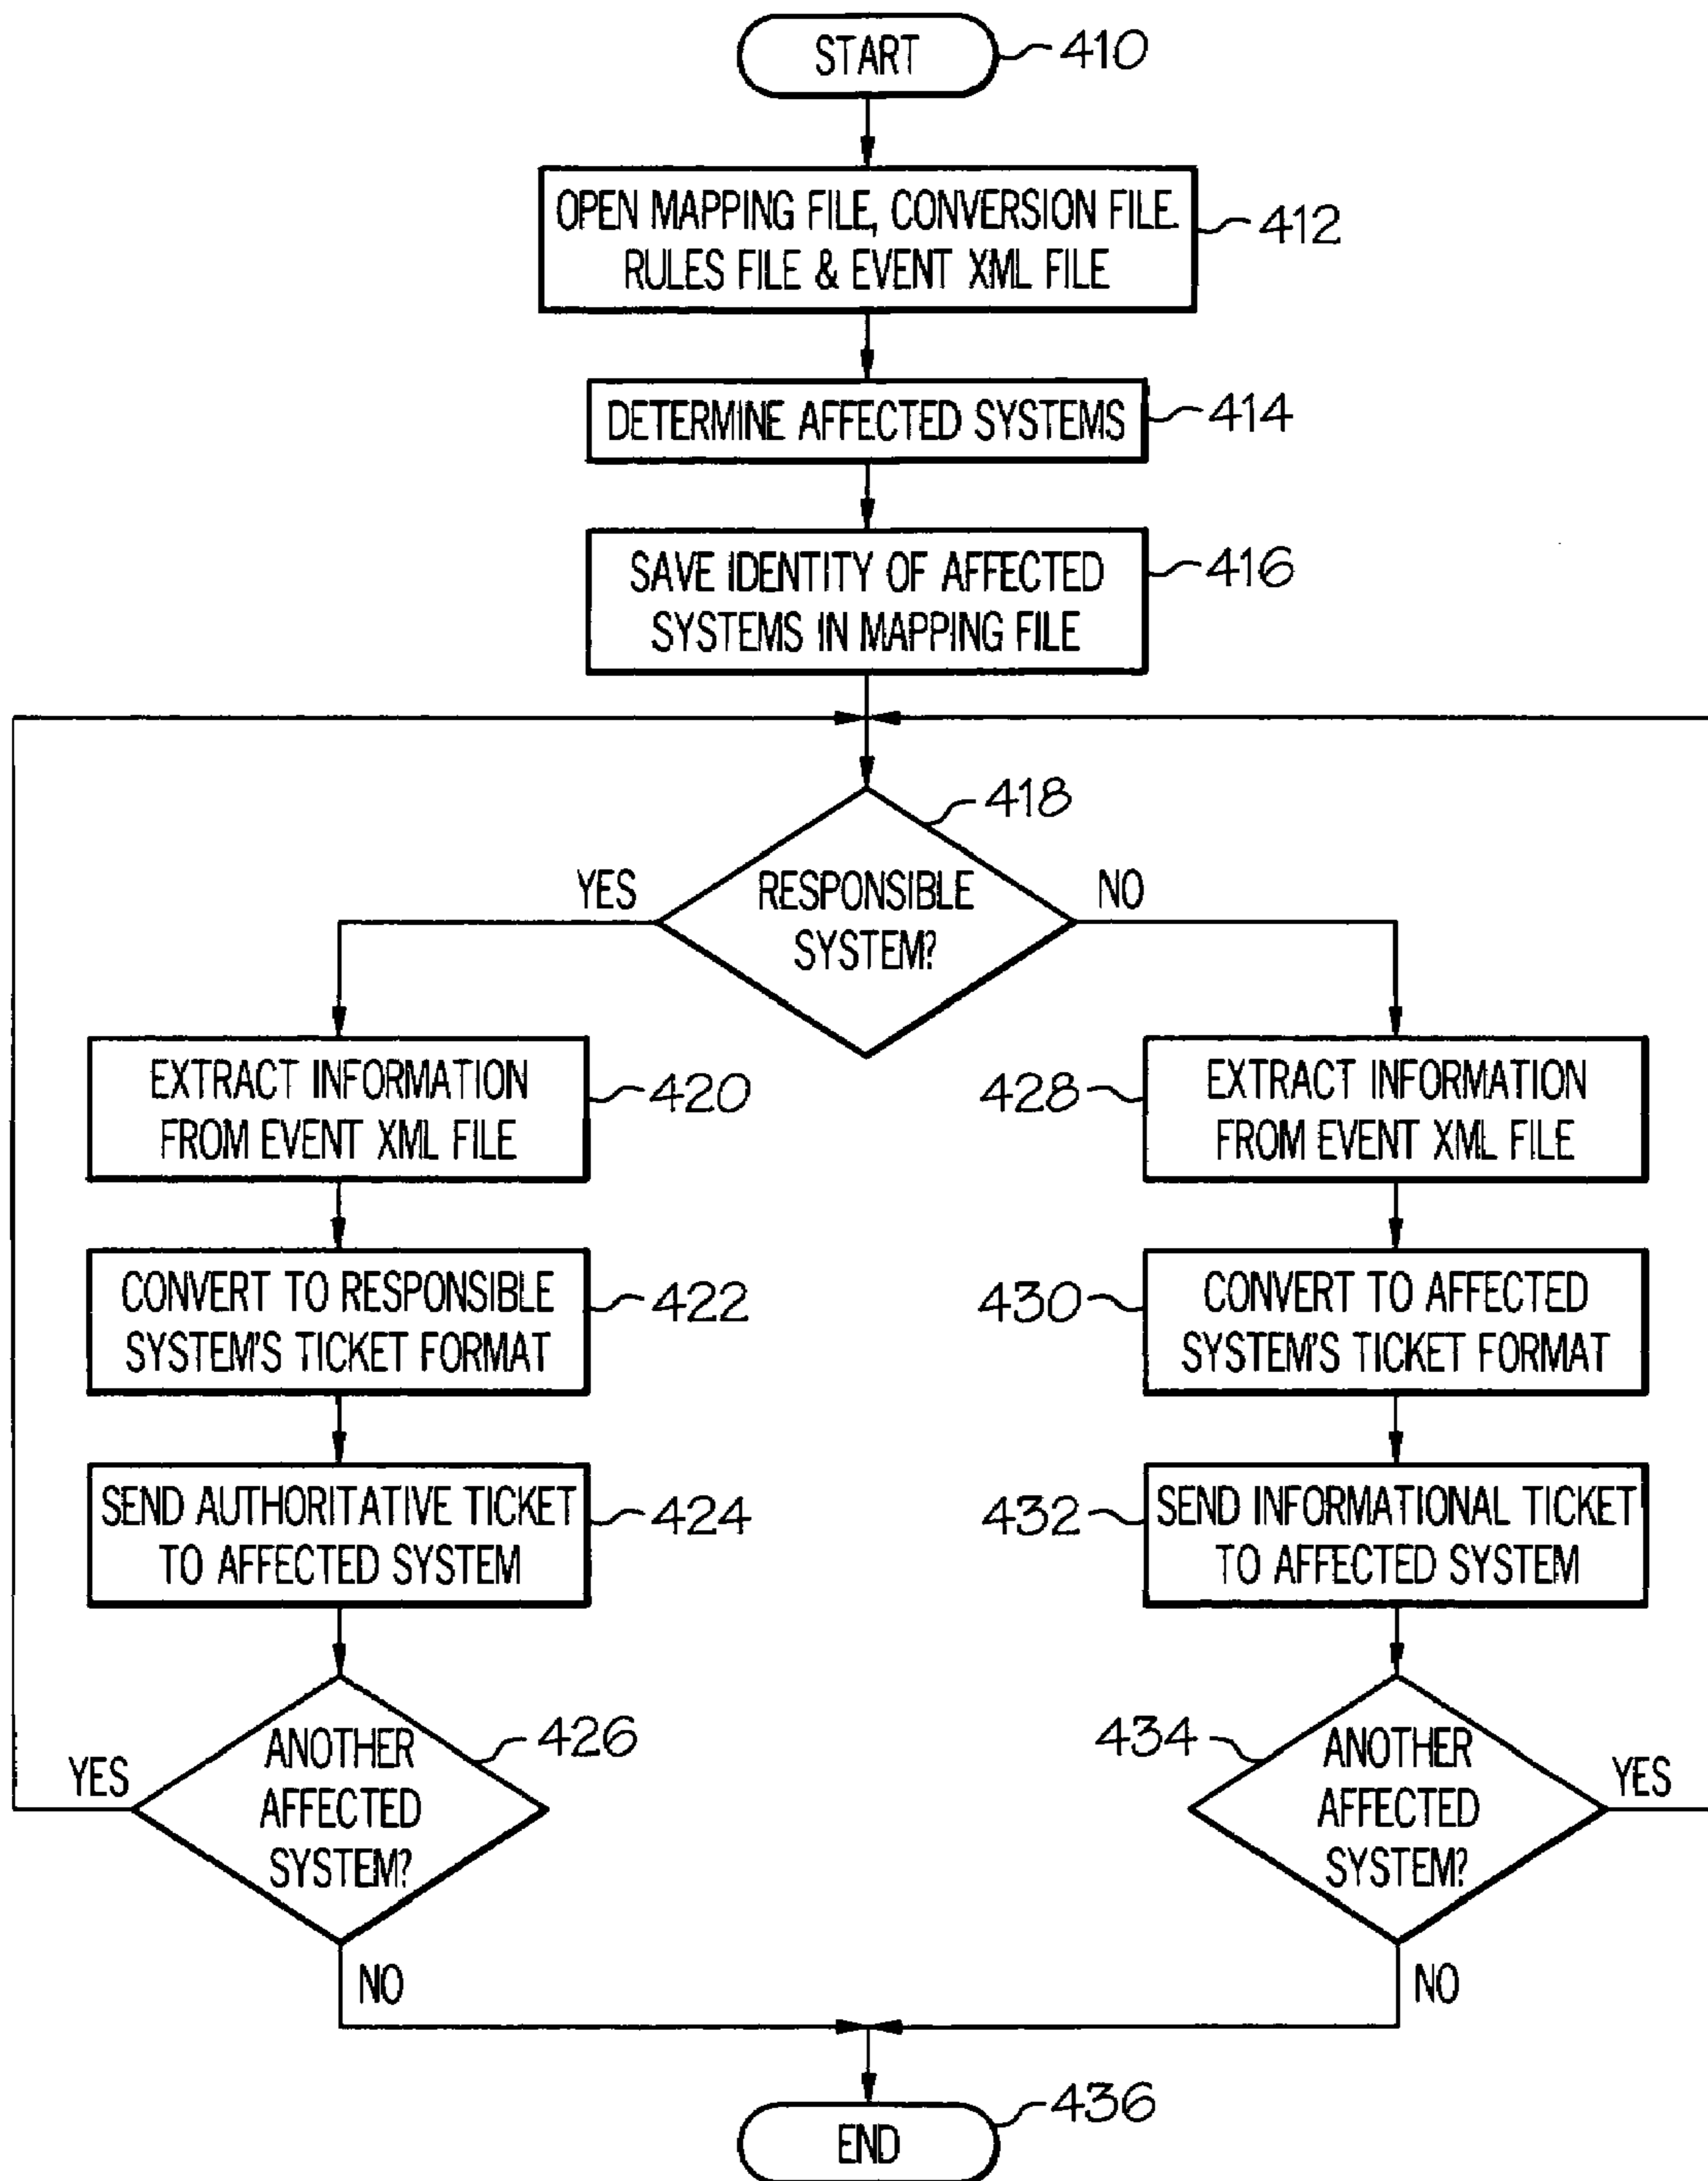 START
410
OPEN MAPPING FILE, CONVERSION FILE.
RULES FILE & EVENT XML FILE
412
DETERMINE AFFECTED SYSTEMS
414
SAVE IDENTITY OF AFFECTED
SYSTEMS IN MAPPING FILE
416
418
RESPONSIBLE
SYSTEM?
YES
NO
EXTRACT INFORMATION
FROM EVENT XML FILE
420
CONVERT TO RESPONSIBLE
SYSTEM'S TICKET FORMAT
422
SEND AUTHORITATIVE TICKET
TO AFFECTED SYSTEM
424
ANOTHER
AFFECTED
SYSTEM?
426
YES
NO
428
EXTRACT INFORMATION
FROM EVENT XML FILE
430
CONVERT TO AFFECTED
SYSTEM'S TICKET FORMAT
432
SEND INFORMATIONAL TICKET
TO AFFECTED SYSTEM
434
ANOTHER
AFFECTED
SYSTEM?
YES
NO
END
436